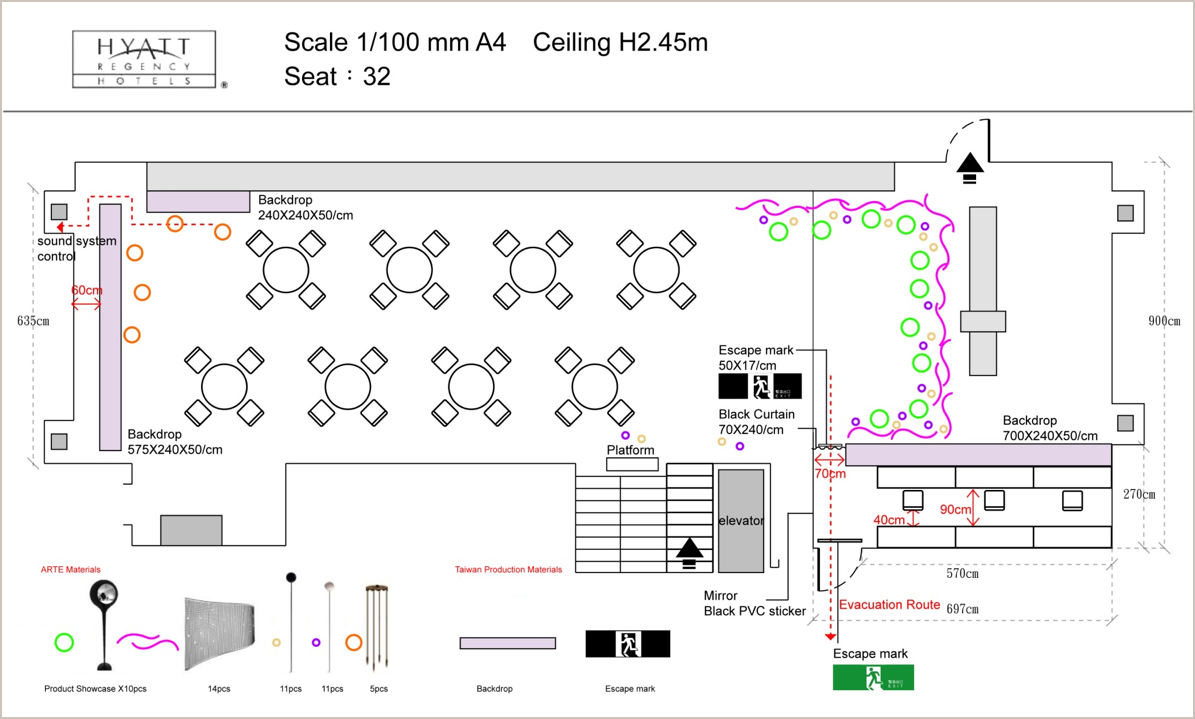 HYATT
REGENCY
HOTELS
®
Scale 1/100 mm A4 Ceiling H2.45m
Seat：32
Backdrop
240X240X50/cm
sound system
control
60cm
635cm
900cm
Escape mark
50X17/cm
EXIT
Black Curtain
70X240/cm
Backdrop
700X240X50/cm
Backdrop
575X240X50/cm
Platform
70cm
270cm
90cm
40cm
elevator
570cm
ARTE Materials
Taiwan Production Materials
Mirror
Black PVC sticker
Evacuation Route
697cm
Escape mark
EXIT
Product Showcase X10pcs
14pcs
11pcs
11pcs
5pcs
Backdrop
Escape mark